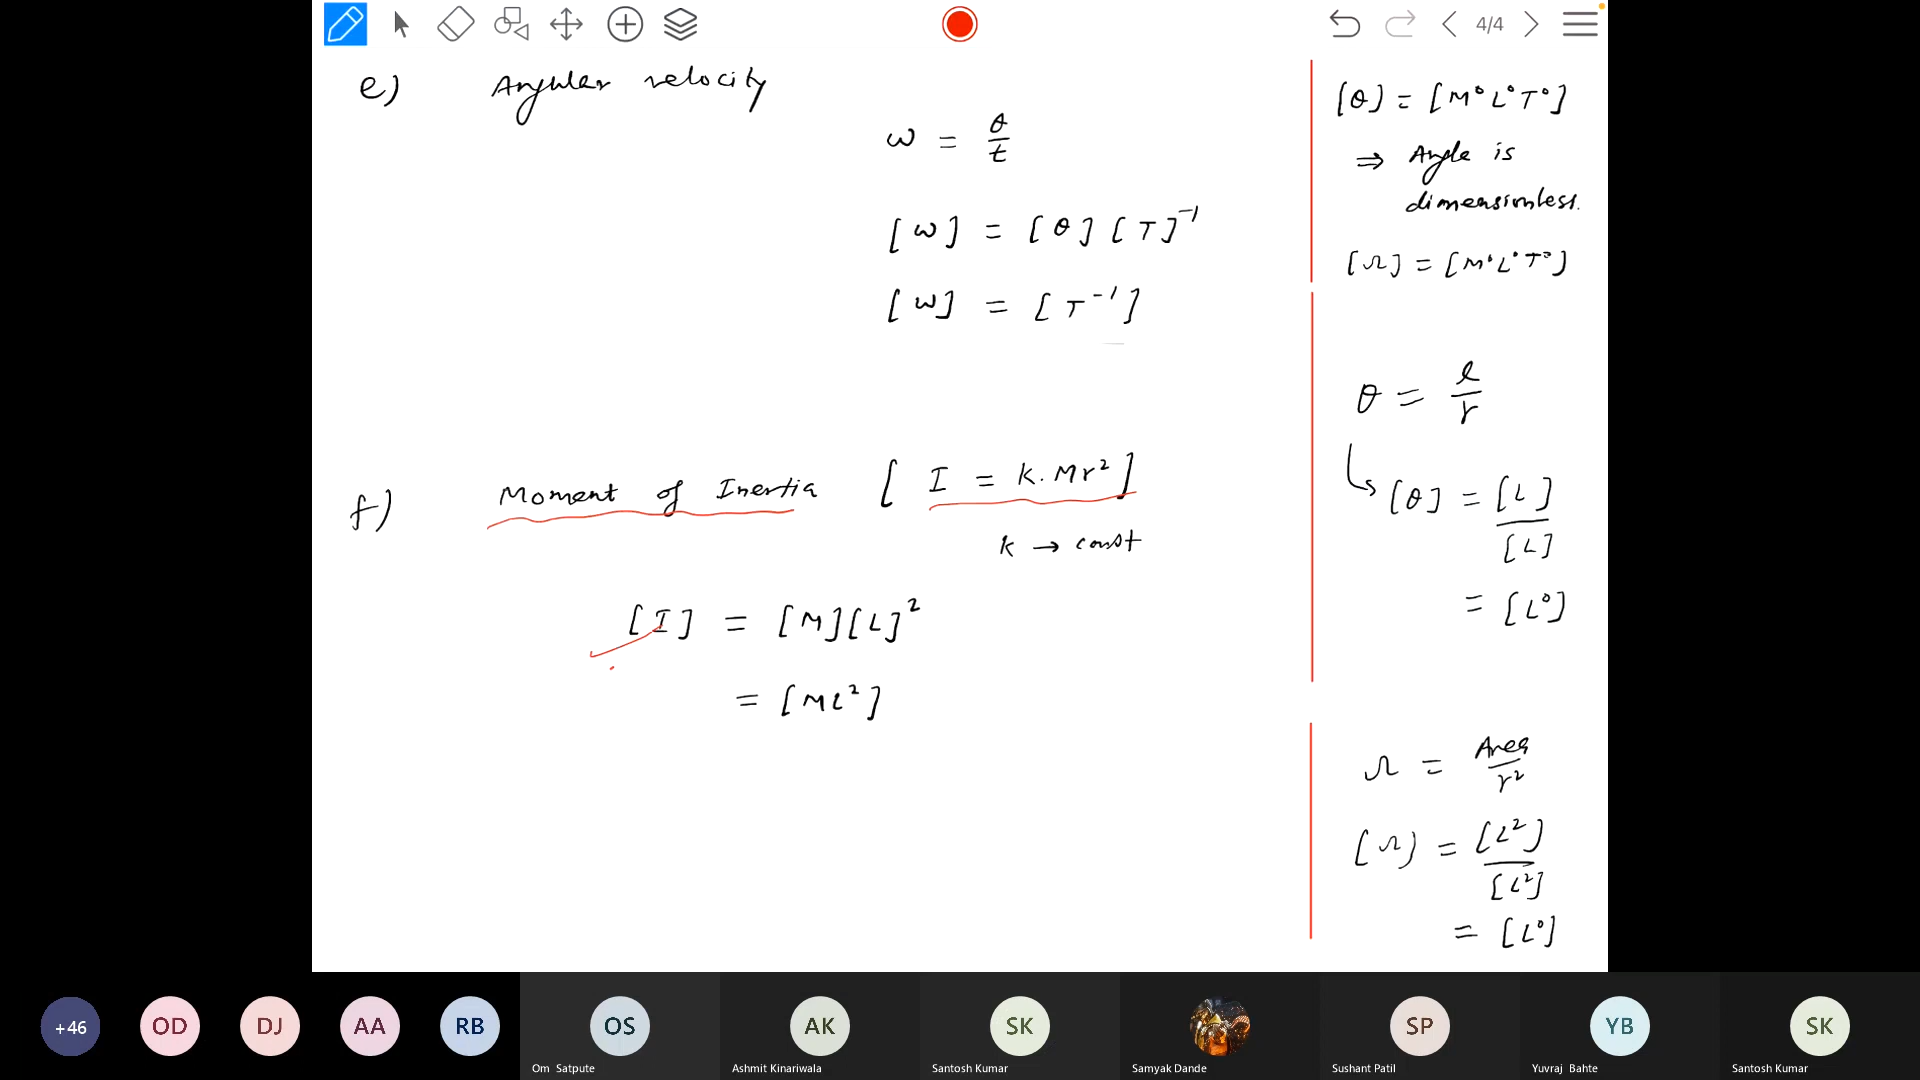 4/4
e) Angular velocity
ω = θ/t
[ω] = [θ][T]⁻¹
[ω] = [T⁻¹]
f) Moment of Inertia [I = K.Mr²]
K → const
[I] = [M][L]²
= [ML²]
[θ] = [M⁰L⁰T⁰]
⇒ Angle is
dimensionless.
[Ω] = [M⁰L⁰T⁰]
θ = l/r
↳ [θ] = [L]/[L]
= [L⁰]
Ω = Area/r²
[Ω] = [L²]/[L²]
= [L⁰]
+46
OD
DJ
AA
RB
OS
AK
SK
SP
YB
SK
Om Satpute
Ashmit Kinariwala
Santosh Kumar
Samyak Dande
Sushant Patil
Yuvraj Bahte
Santosh Kumar